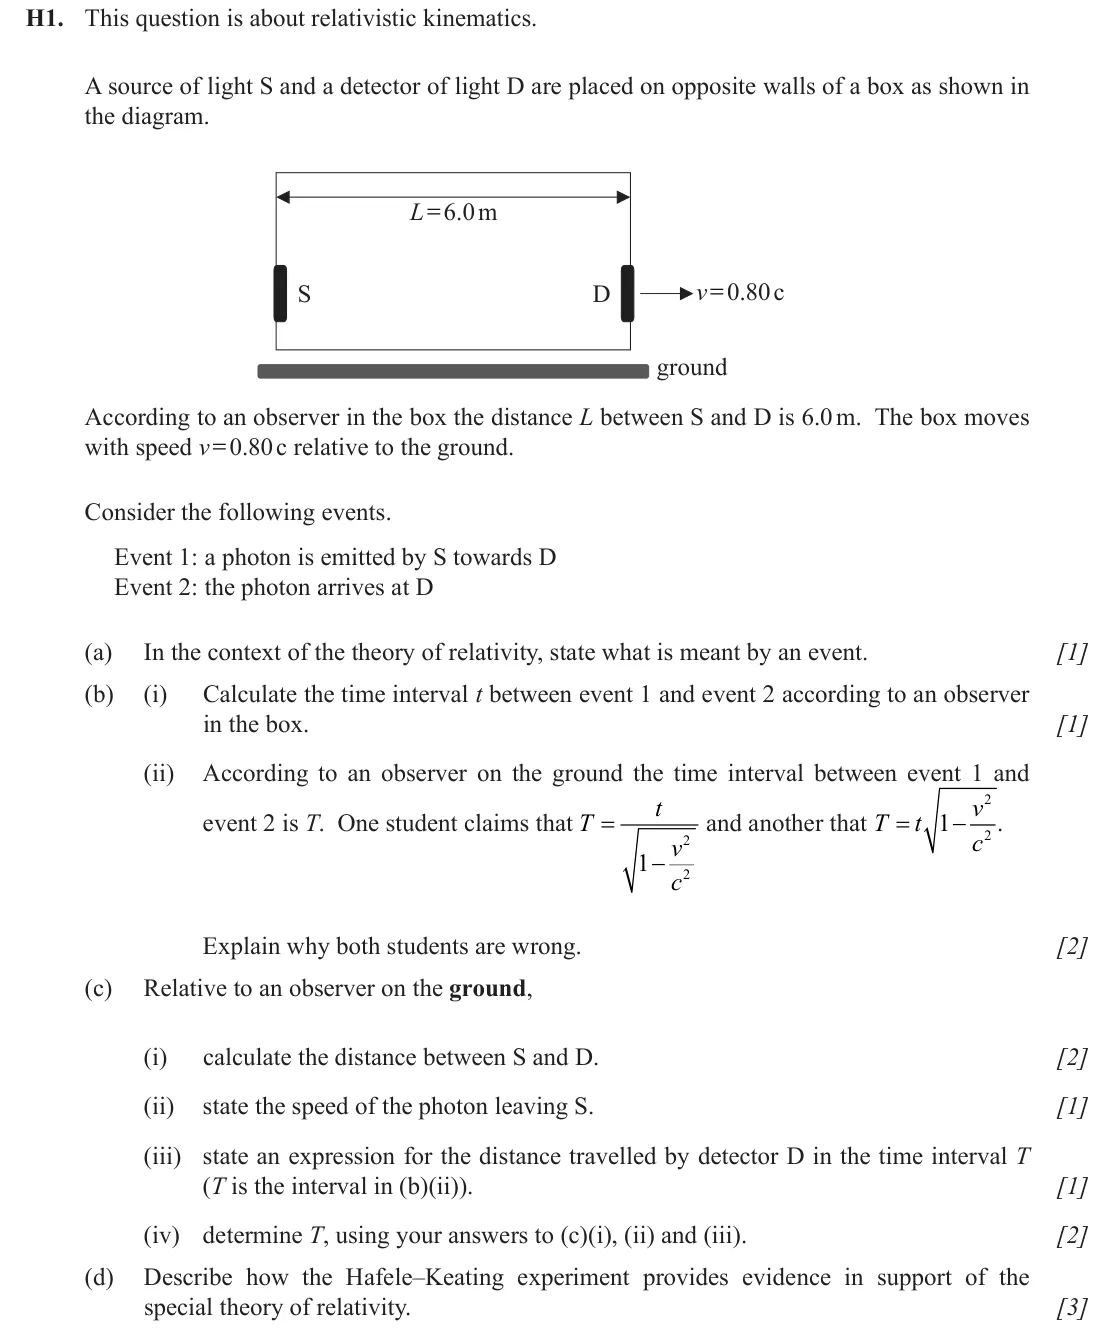 H1. This question is about relativistic kinematics.
A source of light S and a detector of light D are placed on opposite walls of a box as shown in
the diagram.
L=6.0m
S
D
v=0.80c
ground
According to an observer in the box the distance L between S and D is 6.0m. The box moves
with speed v=0.80c relative to the ground.
Consider the following events.
Event 1: a photon is emitted by S towards D
Event 2: the photon arrives at D
(a) In the context of the theory of relativity, state what is meant by an event. [1]
(b) (i) Calculate the time interval t between event 1 and event 2 according to an observer
in the box. [1]
(ii) According to an observer on the ground the time interval between event 1 and
event 2 is T. One student claims that T = t/√(1−v²/c²) and another that T = t√(1−v²/c²).
Explain why both students are wrong. [2]
(c) Relative to an observer on the ground,
(i) calculate the distance between S and D. [2]
(ii) state the speed of the photon leaving S. [1]
(iii) state an expression for the distance travelled by detector D in the time interval T
(T is the interval in (b)(ii)). [1]
(iv) determine T, using your answers to (c)(i), (ii) and (iii). [2]
(d) Describe how the Hafele–Keating experiment provides evidence in support of the
special theory of relativity. [3]